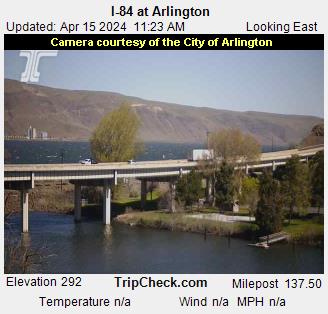 I-84 at Arlington
Updated: Apr 15 2024 11:23 AM Looking East
Camera courtesy of the City of Arlington
Elevation 292 TripCheck.com Milepost 137.50
Temperature n/a Wind n/a MPH n/a